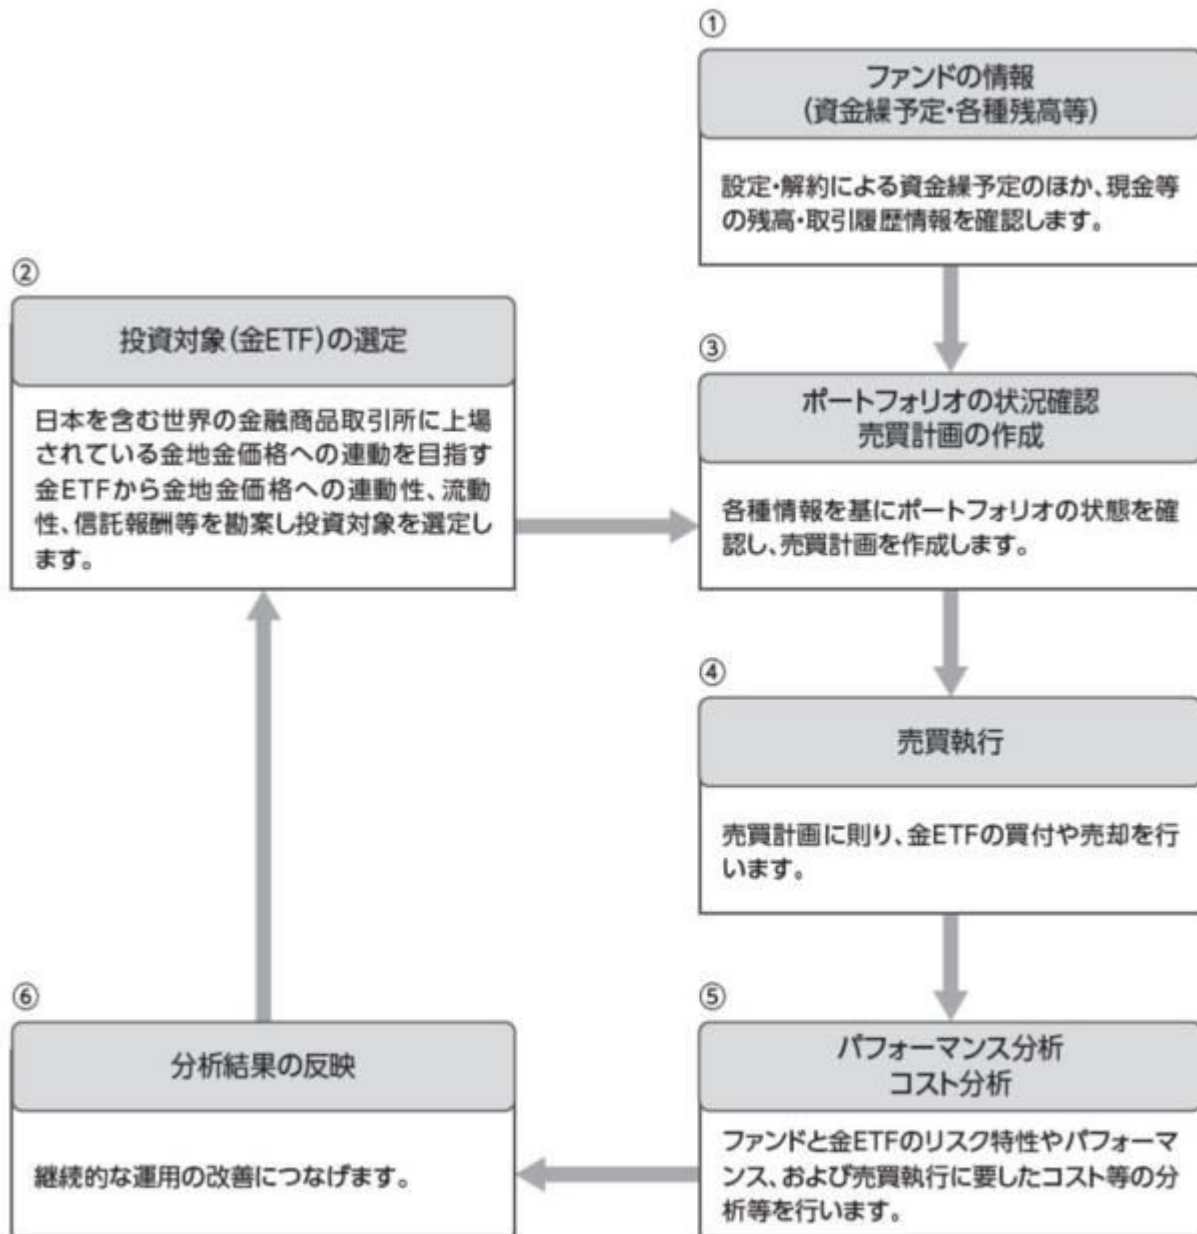 ①
ファンドの情報
(資金繰予定・各種残高等)
設定・解約による資金繰予定のほか、現金等
の残高・取引履歴情報を確認します。
②
投資対象(金ETF)の選定
日本を含む世界の金融商品取引所に上場
されている金地金価格への連動を目指す
金ETFから金地金価格への連動性、流動
性、信託報酬等を勘案し投資対象を選定し
ます。
③
ポートフォリオの状況確認
売買計画の作成
各種情報を基にポートフォリオの状態を確
認し、売買計画を作成します。
④
売買執行
売買計画に則り、金ETFの買付や売却を行
います。
⑤
パフォーマンス分析
コスト分析
ファンドと金ETFのリスク特性やパフォーマ
ンス、および売買執行に要したコスト等の分
析等を行います。
⑥
分析結果の反映
継続的な運用の改善につなげます。